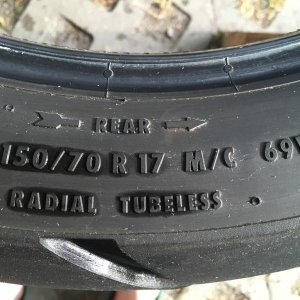 REAR
150/70 R 17 M/C 69V
RADIAL TUBELESS